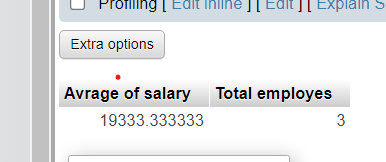 Profiling [ Edit inline ] [ Edit ] [ Explain S
Extra options
Avrage of salary Total employes
19333.333333 3